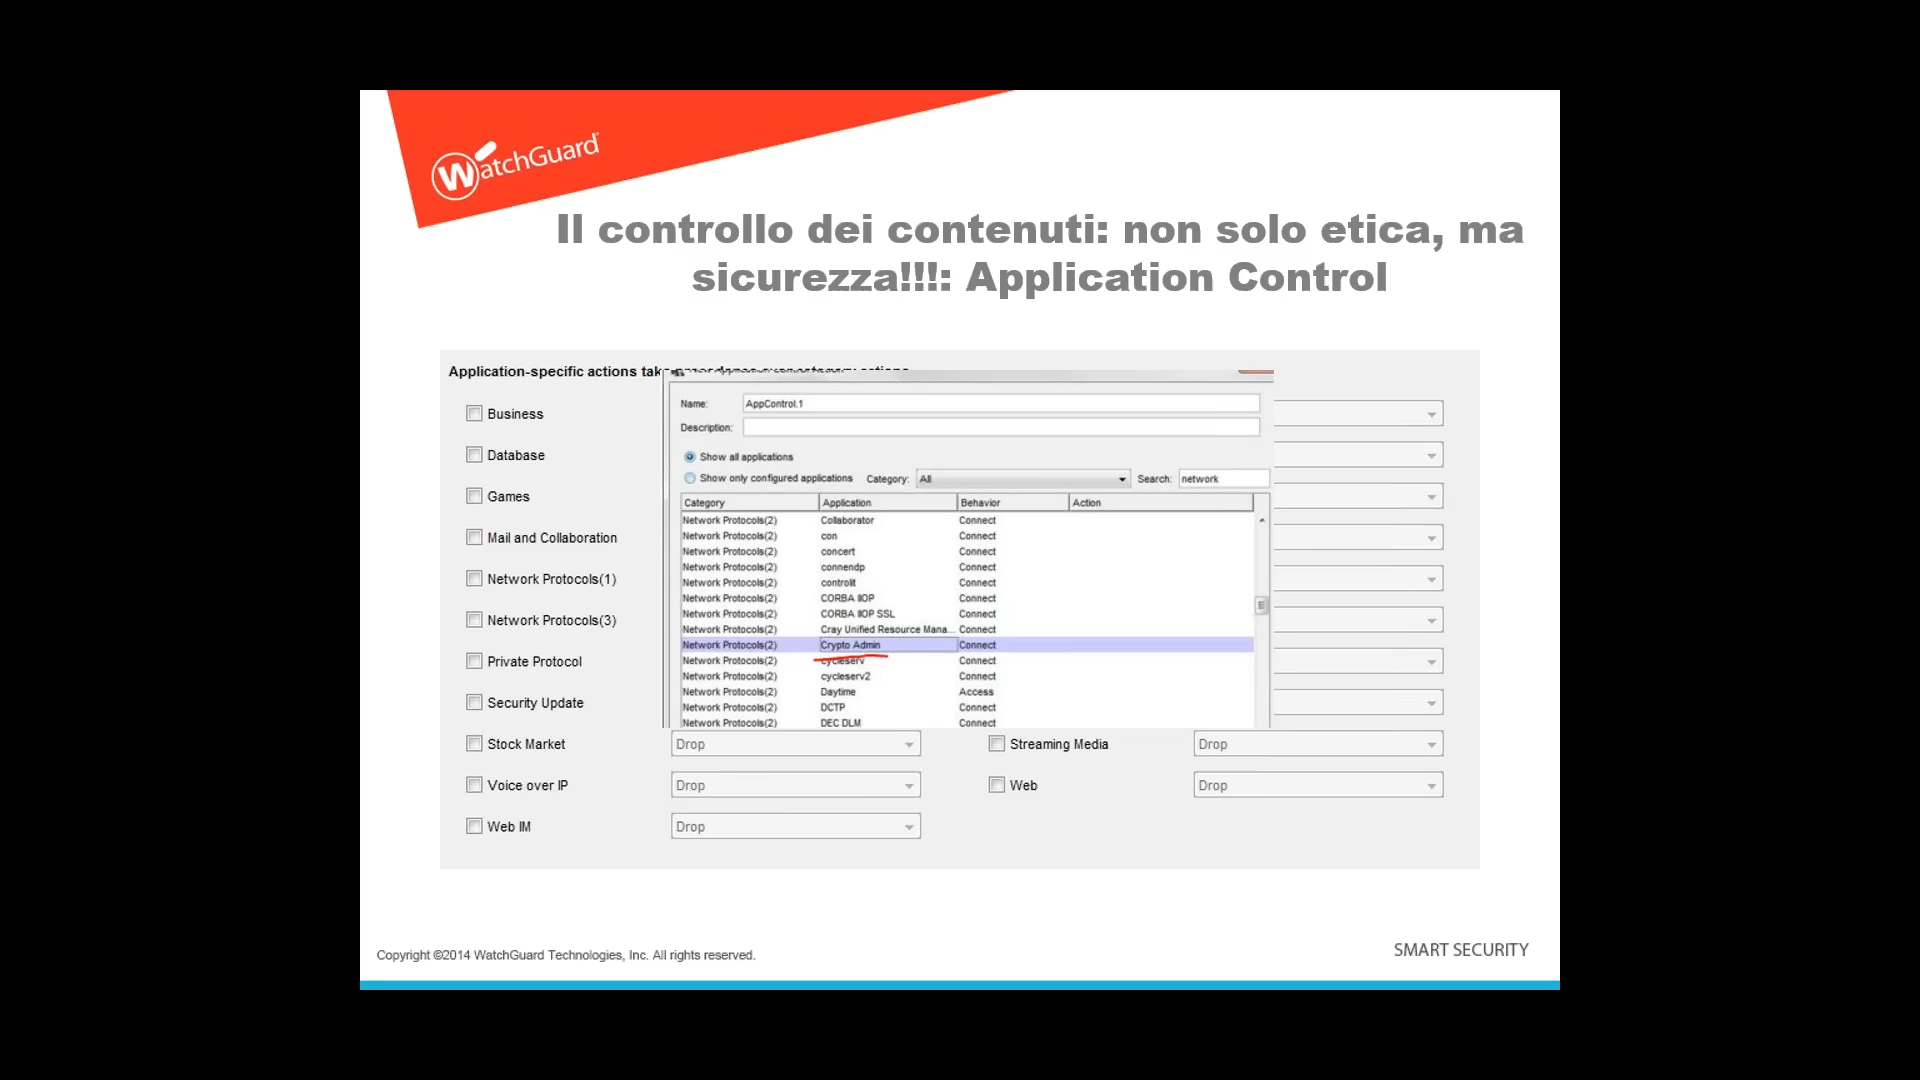 WatchGuard
Il controllo dei contenuti: non solo etica, ma
sicurezza!!!: Application Control
Application-specific actions
Name: AppControl.1
Description:
Show all applications
Show only configured applications Category: All Search: network
Category Application Behavior Action
Network Protocols(2) Collaborator Connect
Network Protocols(2) con Connect
Network Protocols(2) concert Connect
Network Protocols(2) connendp Connect
Network Protocols(2) controlit Connect
Network Protocols(2) CORBA IIOP Connect
Network Protocols(2) CORBA IIOP SSL Connect
Network Protocols(2) Cray Unified Resource Mana... Connect
Network Protocols(2) Crypto Admin Connect
Network Protocols(2) cycleserv Connect
Network Protocols(2) cycleserv2 Connect
Network Protocols(2) Daytime Access
Network Protocols(2) DCTP Connect
Network Protocols(2) DEC DLM Connect
Business
Database
Games
Mail and Collaboration
Network Protocols(1)
Network Protocols(3)
Private Protocol
Security Update
Stock Market Drop Streaming Media Drop
Voice over IP Drop Web Drop
Web IM Drop
Copyright ©2014 WatchGuard Technologies, Inc. All rights reserved.
SMART SECURITY